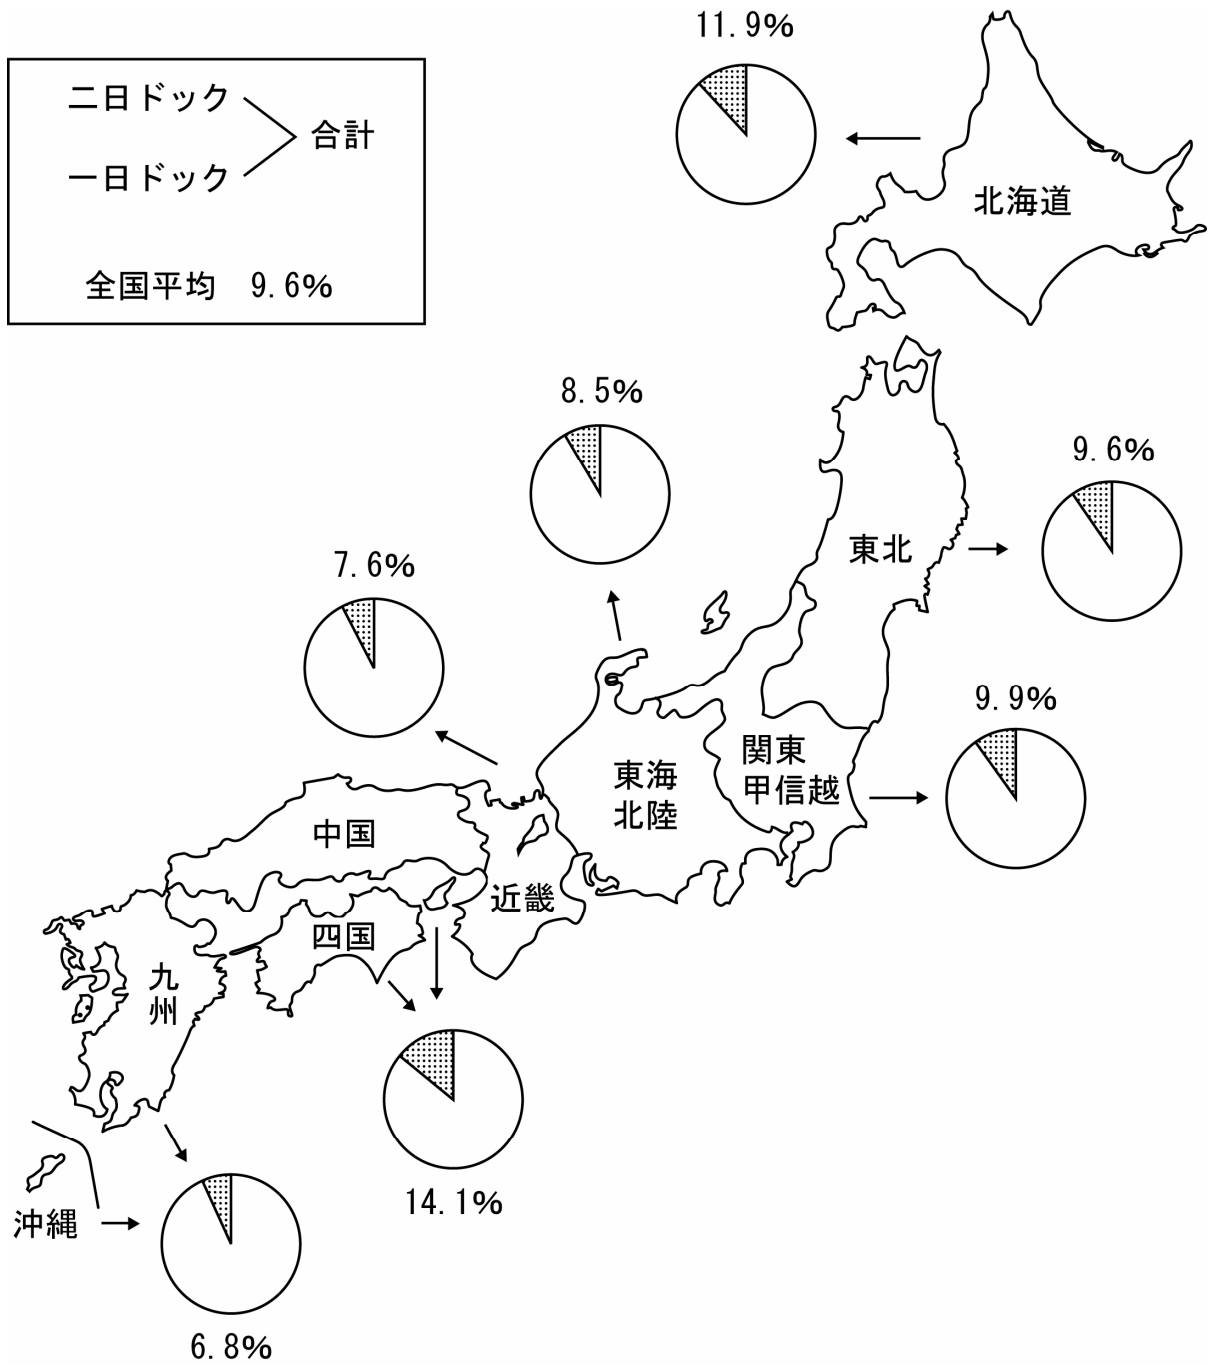 二日ドック
合計
一日ドック
全国平均 9.6%
11.9%
北海道
8.5%
9.6%
東北
7.6%
9.9%
関東
甲信越
東海
北陸
中国
近畿
四国
九
州
14.1%
沖縄
6.8%